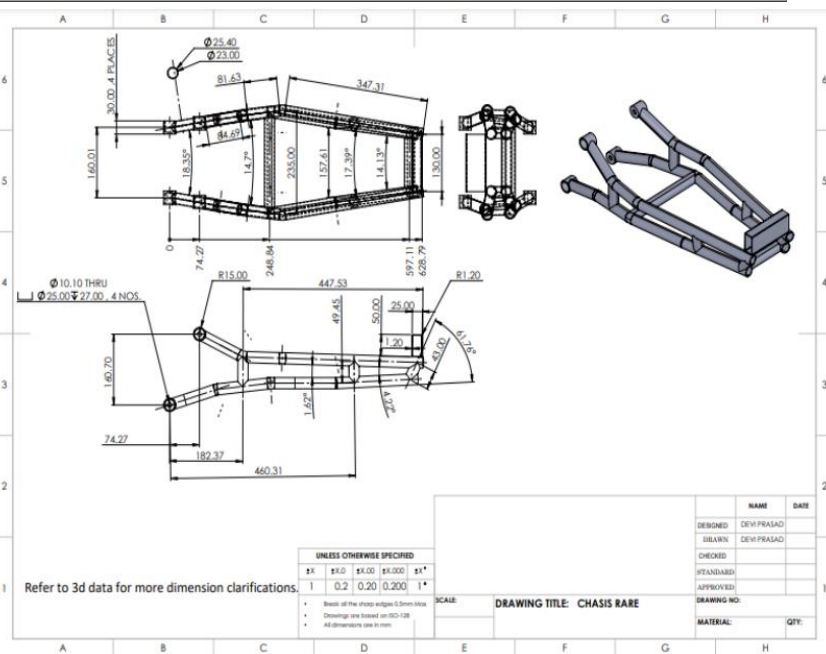 A B C D E F G H
6
5
4
3
2
1
Ø25.40
Ø23.00
30.00 ,4 PLACES
81.63
347.31
84.69
160.01
18.35°
14.7°
235.00
157.61
17.39°
14.13°
130.00
0
74.27
248.84
597.11
628.79
Ø10.10 THRU
⌴ Ø25.00 ↧ 27.00 , 4 NOS.
R15.00
447.53
R1.20
49.45
50.00
25.00
1.20
61.76°
43.00
160.70
1.62°
4.22°
74.27
182.37
460.31
Refer to 3d data for more dimension clarifications.
UNLESS OTHERWISE SPECIFIED
±X ±X.0 ±X.00 ±X.000 ±X°
1 0.2 0.20 0.200 1°
• Break all the sharp edges 0.5mm Max
• Drawings are based on ISO-128
• All dimensions are in mm
NAME DATE
DESIGNED DEVI PRASAD
DRAWN DEVI PRASAD
CHECKED
STANDARD
APPROVED
SCALE:
DRAWING TITLE: CHASIS RARE
DRAWING NO:
MATERIAL: QTY:
A B C D E F G H
6
5
4
3
2
1